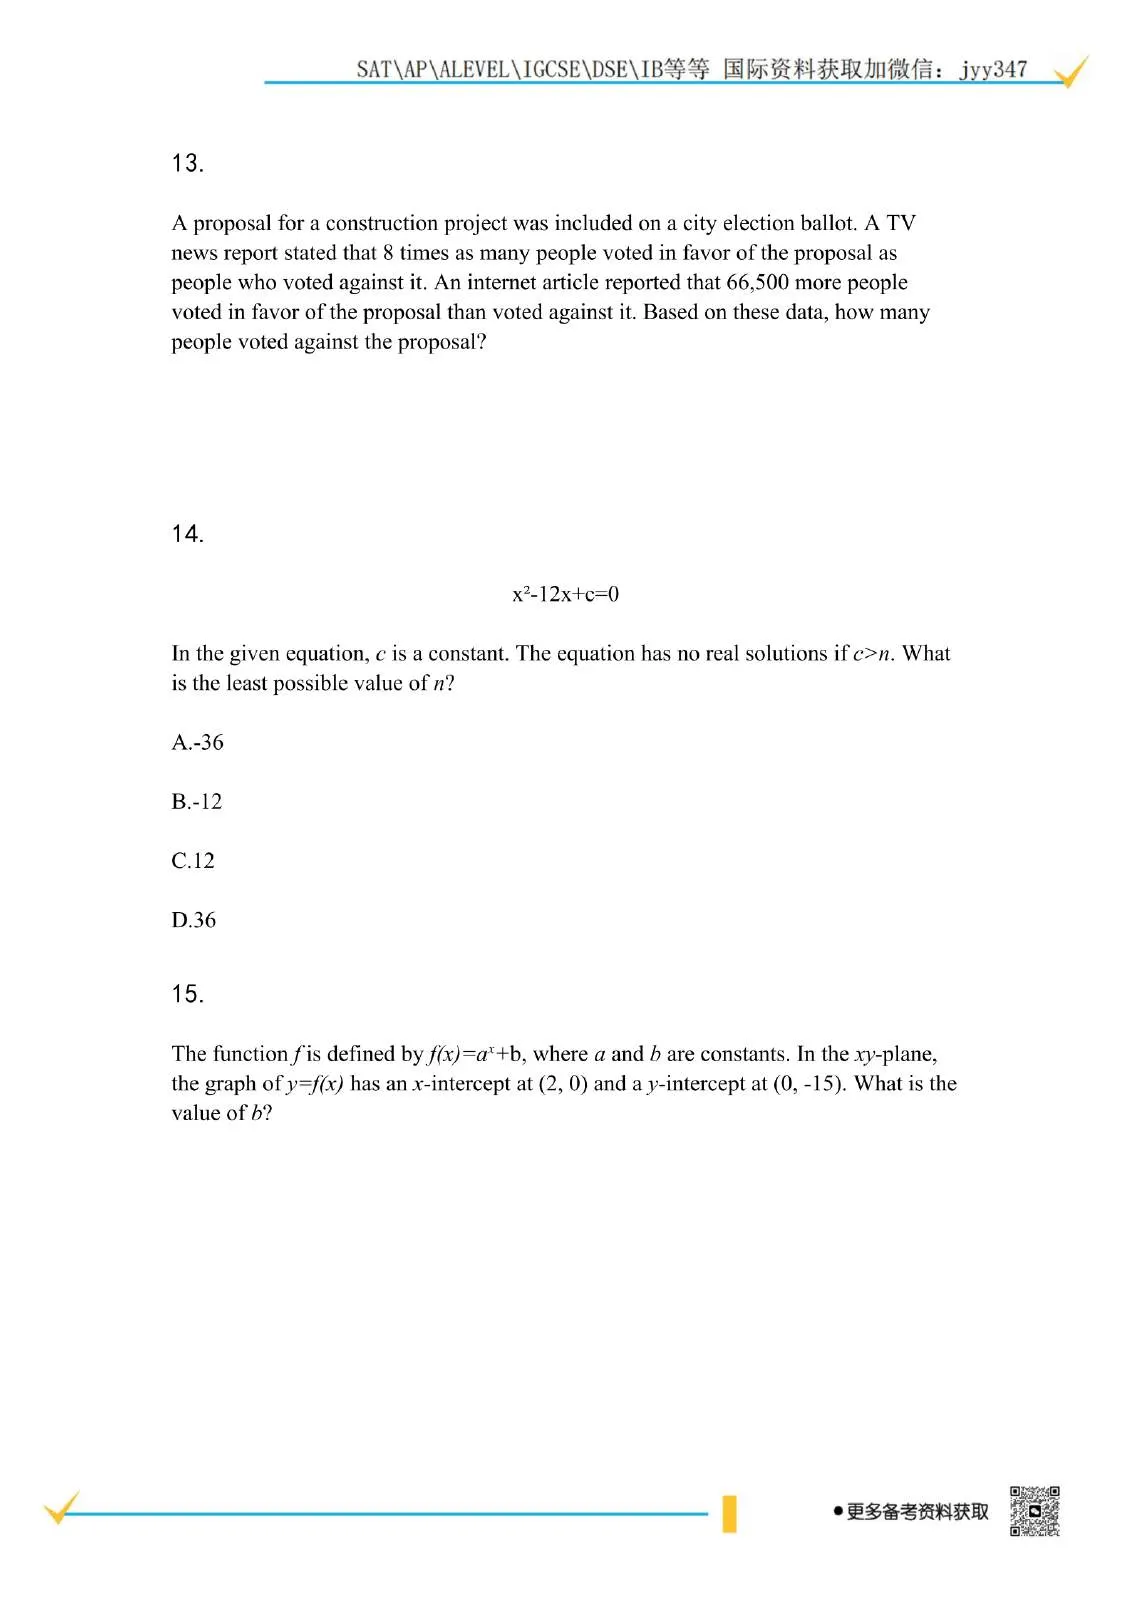 SAT\AP\ALEVEL\IGCSE\DSE\IB等等 国际资料获取加微信：jyy347
13.
A proposal for a construction project was included on a city election ballot. A TV
news report stated that 8 times as many people voted in favor of the proposal as
people who voted against it. An internet article reported that 66,500 more people
voted in favor of the proposal than voted against it. Based on these data, how many
people voted against the proposal?
14.
x²-12x+c=0
In the given equation, c is a constant. The equation has no real solutions if c>n. What
is the least possible value of n?
A.-36
B.-12
C.12
D.36
15.
The function f is defined by f(x)=aˣ+b, where a and b are constants. In the xy-plane,
the graph of y=f(x) has an x-intercept at (2, 0) and a y-intercept at (0, -15). What is the
value of b?
●更多备考资料获取